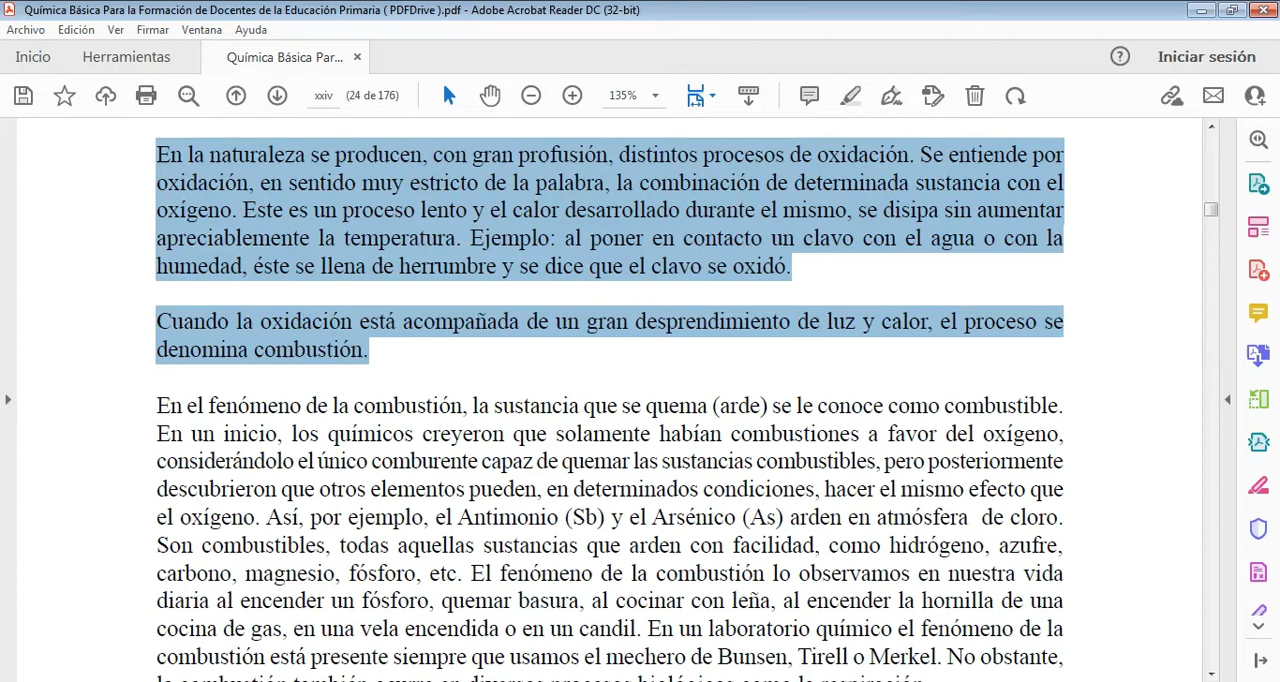 Química Básica Para la Formación de Docentes de la Educación Primaria ( PDFDrive ).pdf - Adobe Acrobat Reader DC (32-bit)
Archivo Edición Ver Firmar Ventana Ayuda
Inicio Herramientas Química Básica Par... × ? Iniciar sesión
xxiv (24 de 176) 135%
En la naturaleza se producen, con gran profusión, distintos procesos de oxidación. Se entiende por
oxidación, en sentido muy estricto de la palabra, la combinación de determinada sustancia con el
oxígeno. Este es un proceso lento y el calor desarrollado durante el mismo, se disipa sin aumentar
apreciablemente la temperatura. Ejemplo: al poner en contacto un clavo con el agua o con la
humedad, éste se llena de herrumbre y se dice que el clavo se oxidó.
Cuando la oxidación está acompañada de un gran desprendimiento de luz y calor, el proceso se
denomina combustión.
En el fenómeno de la combustión, la sustancia que se quema (arde) se le conoce como combustible.
En un inicio, los químicos creyeron que solamente habían combustiones a favor del oxígeno,
considerándolo el único comburente capaz de quemar las sustancias combustibles, pero posteriormente
descubrieron que otros elementos pueden, en determinados condiciones, hacer el mismo efecto que
el oxígeno. Así, por ejemplo, el Antimonio (Sb) y el Arsénico (As) arden en atmósfera de cloro.
Son combustibles, todas aquellas sustancias que arden con facilidad, como hidrógeno, azufre,
carbono, magnesio, fósforo, etc. El fenómeno de la combustión lo observamos en nuestra vida
diaria al encender un fósforo, quemar basura, al cocinar con leña, al encender la hornilla de una
cocina de gas, en una vela encendida o en un candil. En un laboratorio químico el fenómeno de la
combustión está presente siempre que usamos el mechero de Bunsen, Tirell o Merkel. No obstante,
la combustión también ocurre en diversos procesos biológicos como la respiración.